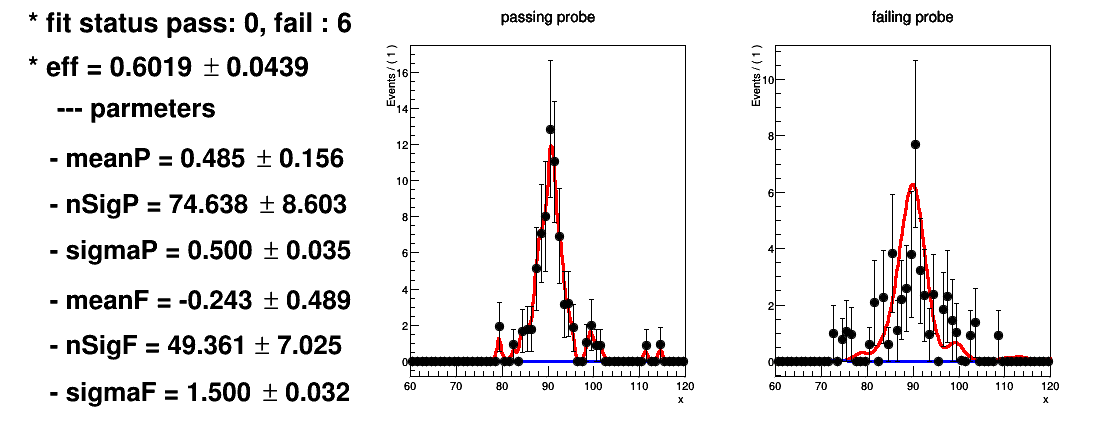 * fit status pass: 0, fail : 6
* eff = 0.6019 ± 0.0439
--- parmeters
- meanP = 0.485 ± 0.156
- nSigP = 74.638 ± 8.603
- sigmaP = 0.500 ± 0.035
- meanF = -0.243 ± 0.489
- nSigF = 49.361 ± 7.025
- sigmaF = 1.500 ± 0.032
passing probe
Events / ( 1 )
16
14
12
10
8
6
4
2
0
60 70 80 90 100 110 120
x
failing probe
Events / ( 1 )
10
8
6
4
2
0
60 70 80 90 100 110 120
x